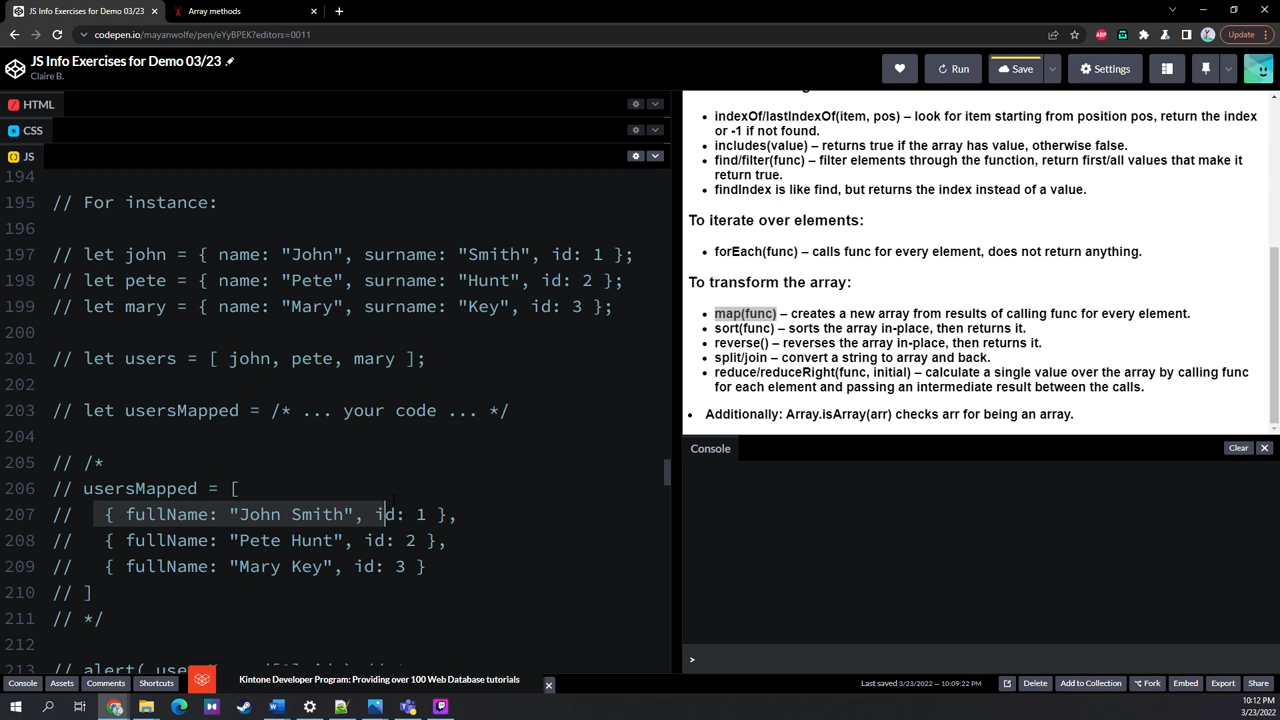 JS Info Exercises for Demo 03/23
Array methods
codepen.io/mayanwolfe/pen/eYyBPEK?editors=0011
ABP
Update
JS Info Exercises for Demo 03/23
Claire B.
Run
Save
Settings
HTML
CSS
JS
194
195 // For instance:
196
197 // let john = { name: "John", surname: "Smith", id: 1 };
198 // let pete = { name: "Pete", surname: "Hunt", id: 2 };
199 // let mary = { name: "Mary", surname: "Key", id: 3 };
200
201 // let users = [ john, pete, mary ];
202
203 // let usersMapped = /* ... your code ... */
204
205 // /*
206 // usersMapped = [
207 //   { fullName: "John Smith", id: 1 },
208 //   { fullName: "Pete Hunt", id: 2 },
209 //   { fullName: "Mary Key", id: 3 }
210 // ]
211 // */
212
213 // alert(
indexOf/lastIndexOf(item, pos) – look for item starting from position pos, return the index
or -1 if not found.
includes(value) – returns true if the array has value, otherwise false.
find/filter(func) – filter elements through the function, return first/all values that make it
return true.
findIndex is like find, but returns the index instead of a value.
To iterate over elements:
forEach(func) – calls func for every element, does not return anything.
To transform the array:
map(func) – creates a new array from results of calling func for every element.
sort(func) – sorts the array in-place, then returns it.
reverse() – reverses the array in-place, then returns it.
split/join – convert a string to array and back.
reduce/reduceRight(func, initial) – calculate a single value over the array by calling func
for each element and passing an intermediate result between the calls.
Additionally: Array.isArray(arr) checks arr for being an array.
Console
Clear
>
Console
Assets
Comments
Shortcuts
Kintone Developer Program: Providing over 100 Web Database tutorials
Last saved 3/23/2022 — 10:09:22 PM
Delete
Add to Collection
Fork
Embed
Export
Share
10:12 PM
3/23/2022